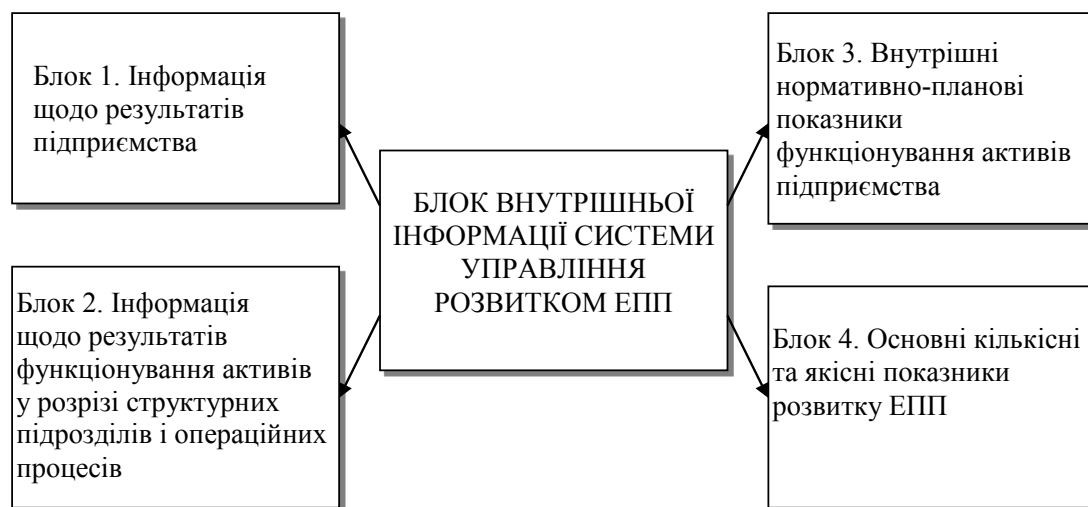 Блок 1. Інформація
щодо результатів
підприємства
Блок 2. Інформація
щодо результатів
функціонування активів
у розрізі структурних
підрозділів і операційних
процесів
БЛОК ВНУТРІШНЬОЇ
ІНФОРМАЦІЇ СИСТЕМИ
УПРАВЛІННЯ
РОЗВИТКОМ ЕПП
Блок 3. Внутрішні
нормативно-планові
показники
функціонування активів
підприємства
Блок 4. Основні кількісні
та якісні показники
розвитку ЕПП